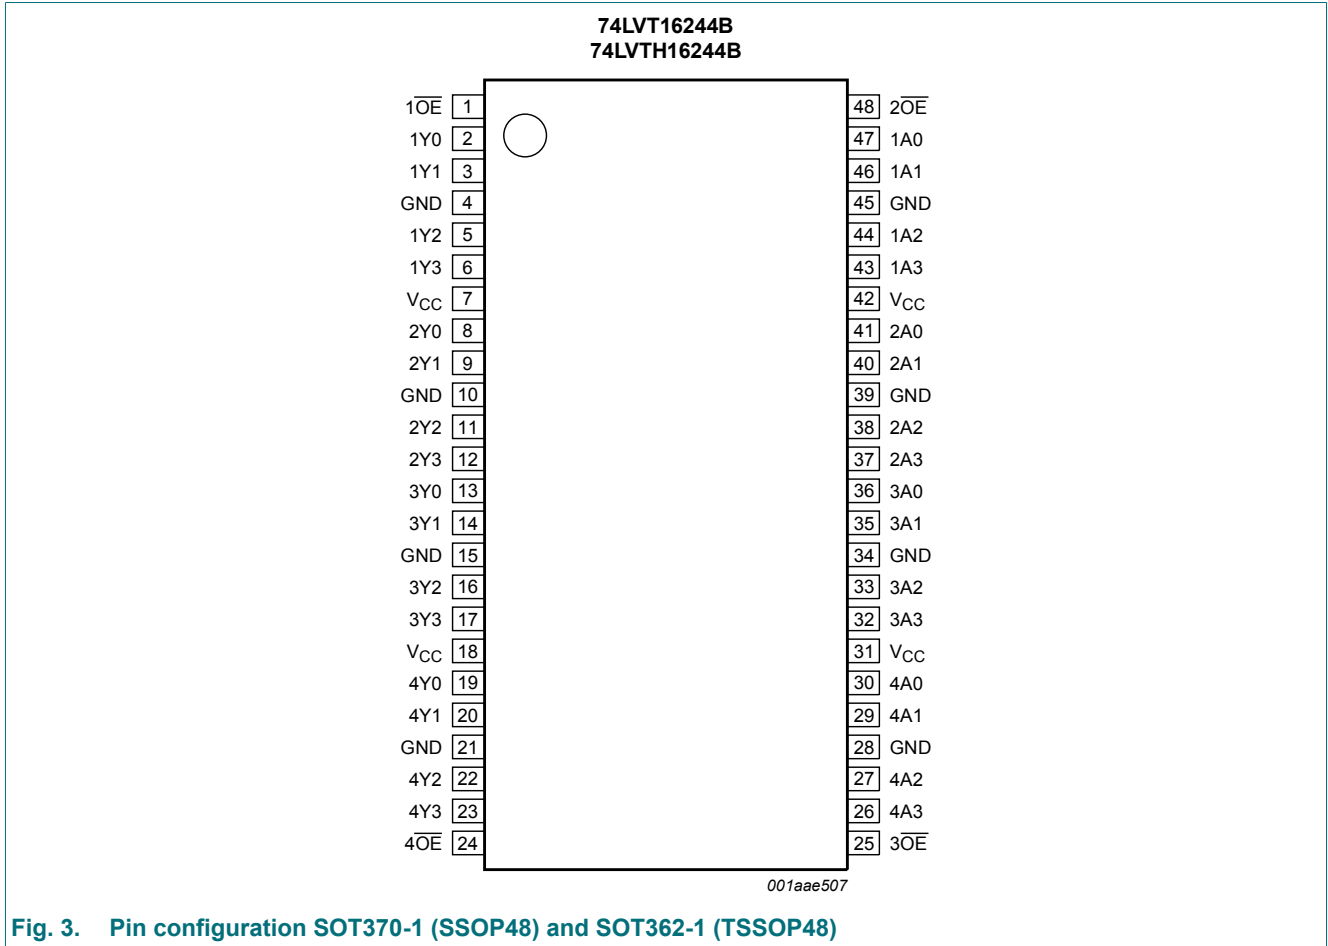 74LVT16244B
74LVTH16244B
1O̅E̅ 1 48 2O̅E̅
1Y0 2 47 1A0
1Y1 3 46 1A1
GND 4 45 GND
1Y2 5 44 1A2
1Y3 6 43 1A3
VCC 7 42 VCC
2Y0 8 41 2A0
2Y1 9 40 2A1
GND 10 39 GND
2Y2 11 38 2A2
2Y3 12 37 2A3
3Y0 13 36 3A0
3Y1 14 35 3A1
GND 15 34 GND
3Y2 16 33 3A2
3Y3 17 32 3A3
VCC 18 31 VCC
4Y0 19 30 4A0
4Y1 20 29 4A1
GND 21 28 GND
4Y2 22 27 4A2
4Y3 23 26 4A3
4O̅E̅ 24 25 3O̅E̅
001aae507
Fig. 3. Pin configuration SOT370-1 (SSOP48) and SOT362-1 (TSSOP48)